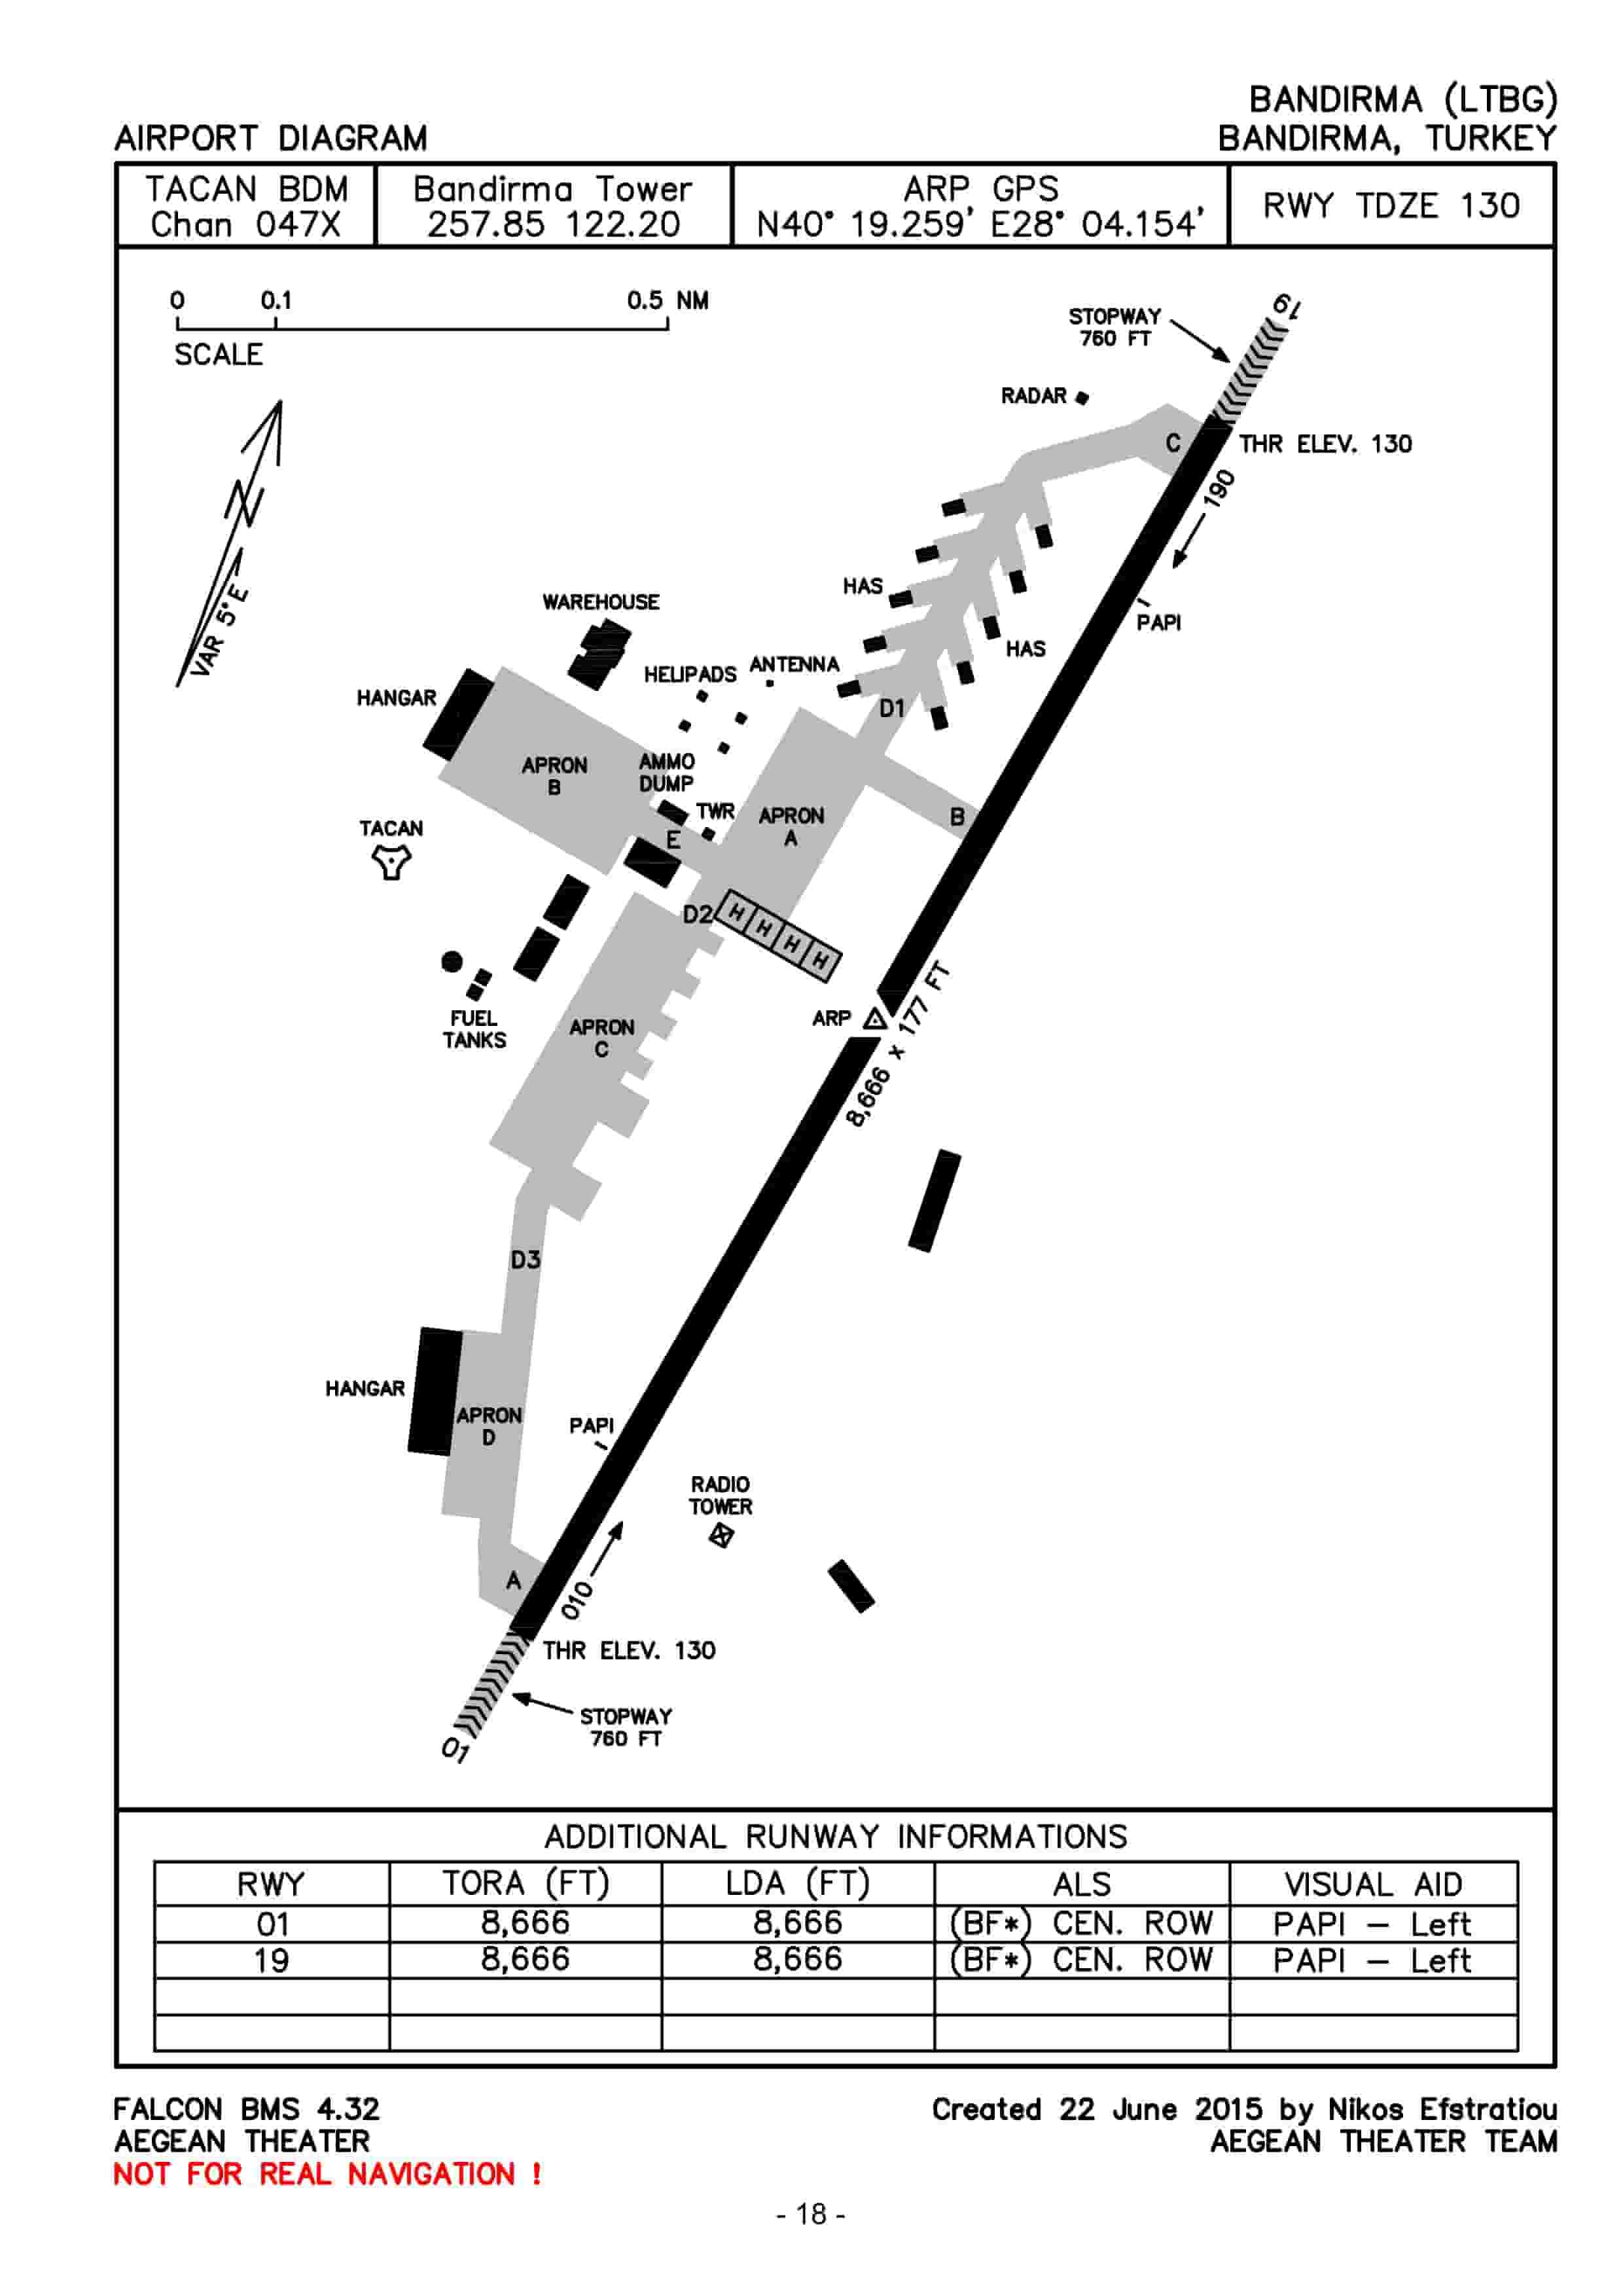 BANDIRMA (LTBG)
AIRPORT DIAGRAM
BANDIRMA, TURKEY
TACAN BDM
Chan 047X
Bandirma Tower
257.85 122.20
ARP GPS
N40° 19.259' E28° 04.154'
RWY TDZE 130
0 0.1 0.5 NM
SCALE
N
VAR 5°E
19
STOPWAY
760 FT
RADAR
C
THR ELEV. 130
190
HAS
PAPI
HAS
WAREHOUSE
HELIPADS
ANTENNA
HANGAR
D1
APRON
B
AMMO
DUMP
TWR
APRON
A
B
E
TACAN
D2
H H H H
FUEL
TANKS
APRON
C
ARP
8,666 x 177 FT
D3
HANGAR
APRON
D
PAPI
RADIO
TOWER
A
010
THR ELEV. 130
STOPWAY
760 FT
01
ADDITIONAL RUNWAY INFORMATIONS
RWY TORA (FT) LDA (FT) ALS VISUAL AID
01 8,666 8,666 (BF*) CEN. ROW PAPI – Left
19 8,666 8,666 (BF*) CEN. ROW PAPI – Left
FALCON BMS 4.32
AEGEAN THEATER
NOT FOR REAL NAVIGATION !
Created 22 June 2015 by Nikos Efstratiou
AEGEAN THEATER TEAM
- 18 -